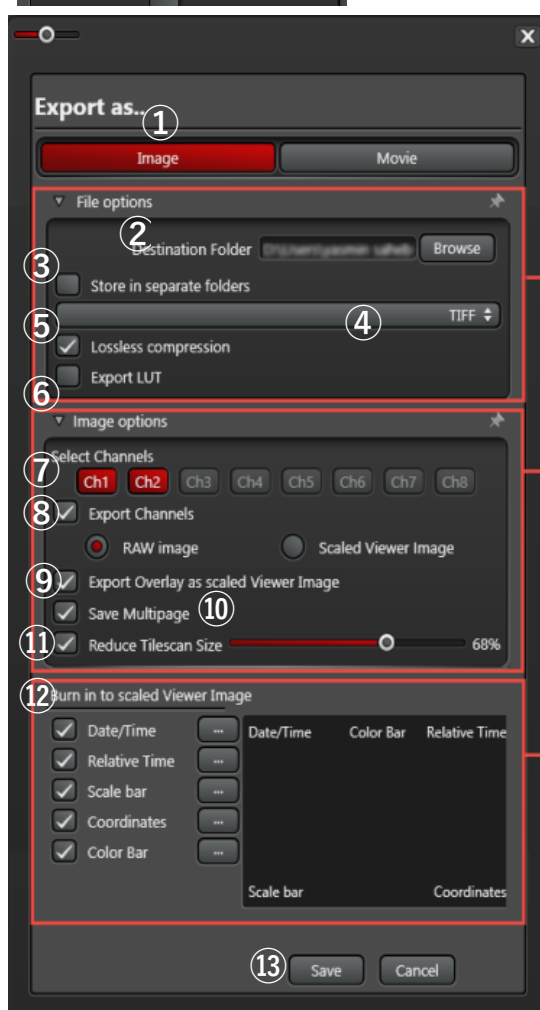 X
Export as..
①
Image Movie
File options
②
Destination Folder Browse
③
Store in separate folders
④ TIFF
⑤
Lossless compression
Export LUT
⑥
Image options
Select Channels
⑦
Ch1 Ch2 Ch3 Ch4 Ch5 Ch6 Ch7 Ch8
⑧ Export Channels
RAW image Scaled Viewer Image
⑨ Export Overlay as scaled Viewer Image
Save Multipage ⑩
⑪ Reduce Tilescan Size 68%
⑫ Burn in to scaled Viewer Image
Date/Time ... Date/Time Color Bar Relative Time
Relative Time ...
Scale bar ...
Coordinates ...
Color Bar ...
Scale bar Coordinates
⑬ Save Cancel